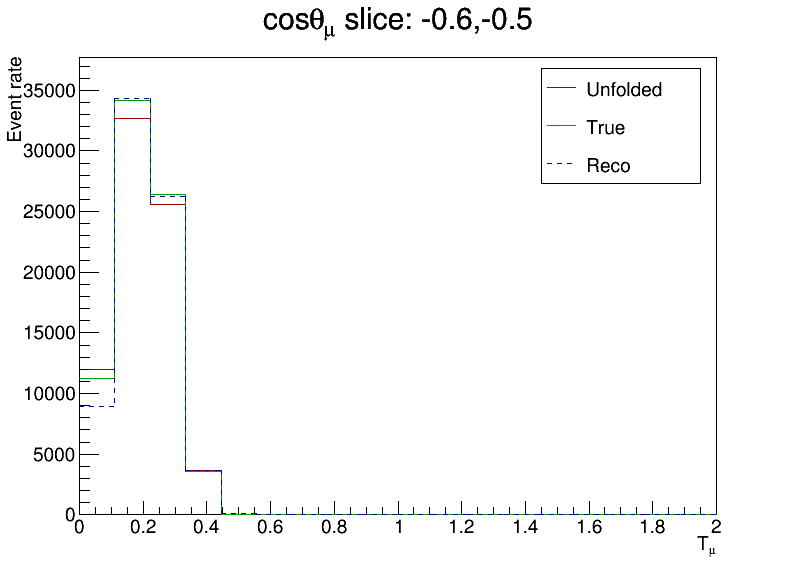 cosθμ slice: -0.6,-0.5
Event rate
35000
30000
25000
20000
15000
10000
5000
0
Unfolded
True
Reco
0 0.2 0.4 0.6 0.8 1 1.2 1.4 1.6 1.8 2
Tμ